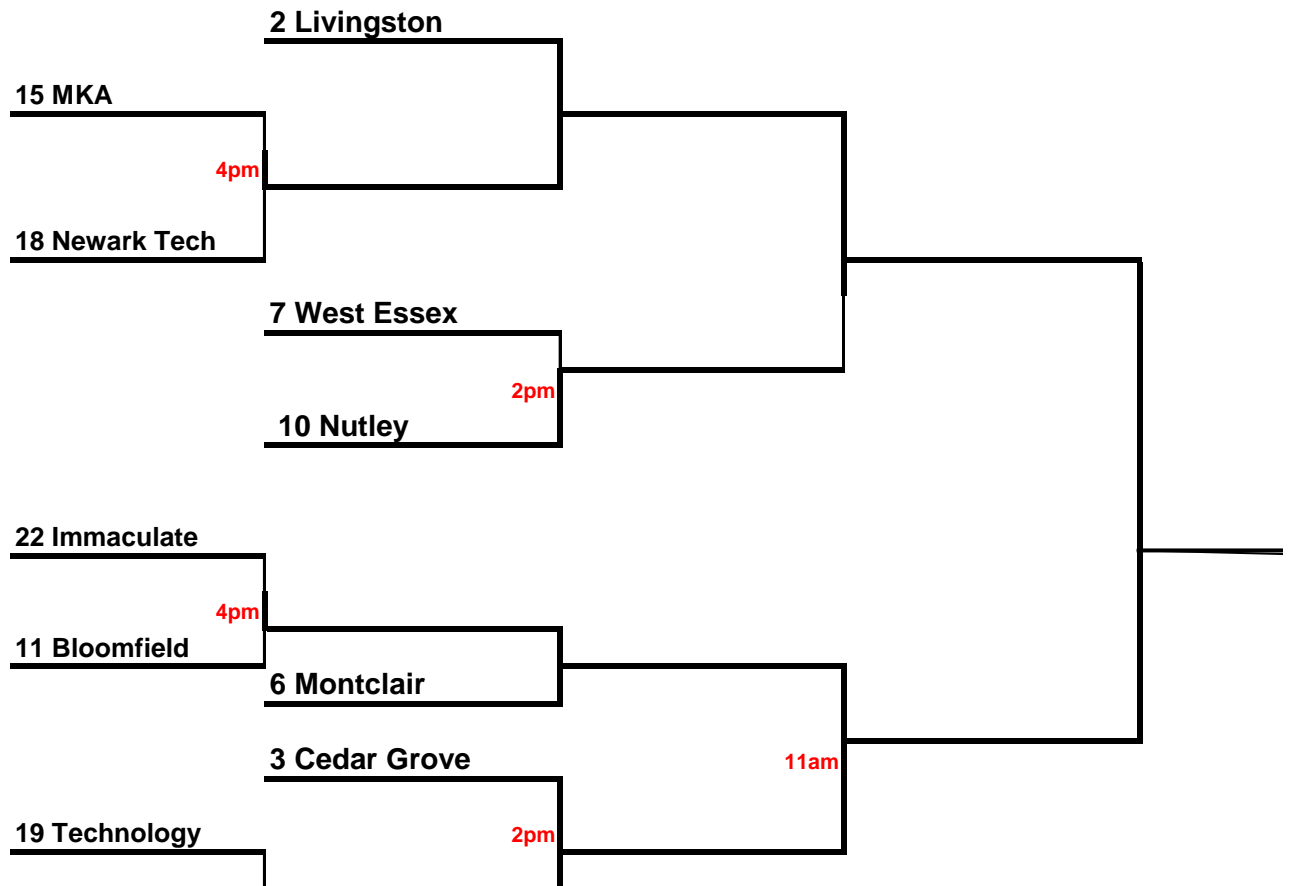 2 Livingston
15 MKA
4pm
18 Newark Tech
7 West Essex
2pm
10 Nutley
22 Immaculate
4pm
11 Bloomfield
6 Montclair
3 Cedar Grove
11am
19 Technology
2pm